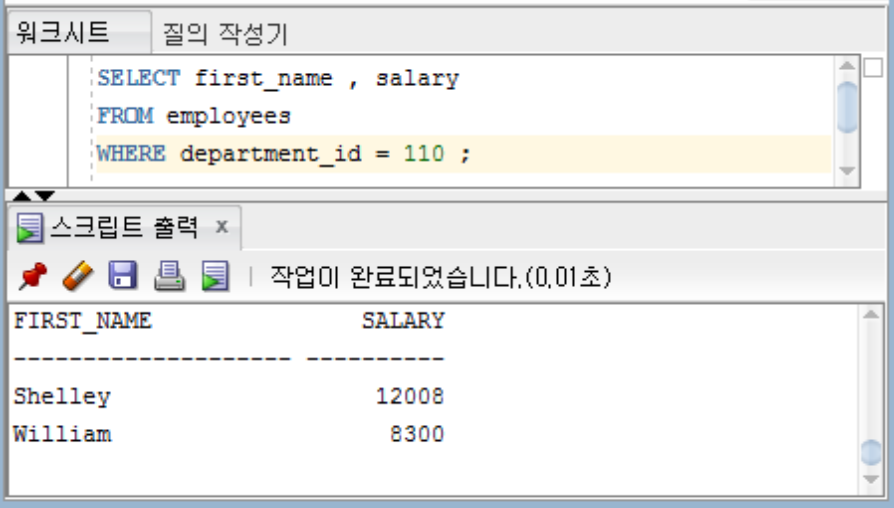 워크시트 질의 작성기
SELECT first_name , salary
FROM employees
WHERE department_id = 110 ;
스크립트 출력 x
작업이 완료되었습니다.(0.01초)
FIRST_NAME SALARY
-------------------- ----------
Shelley 12008
William 8300